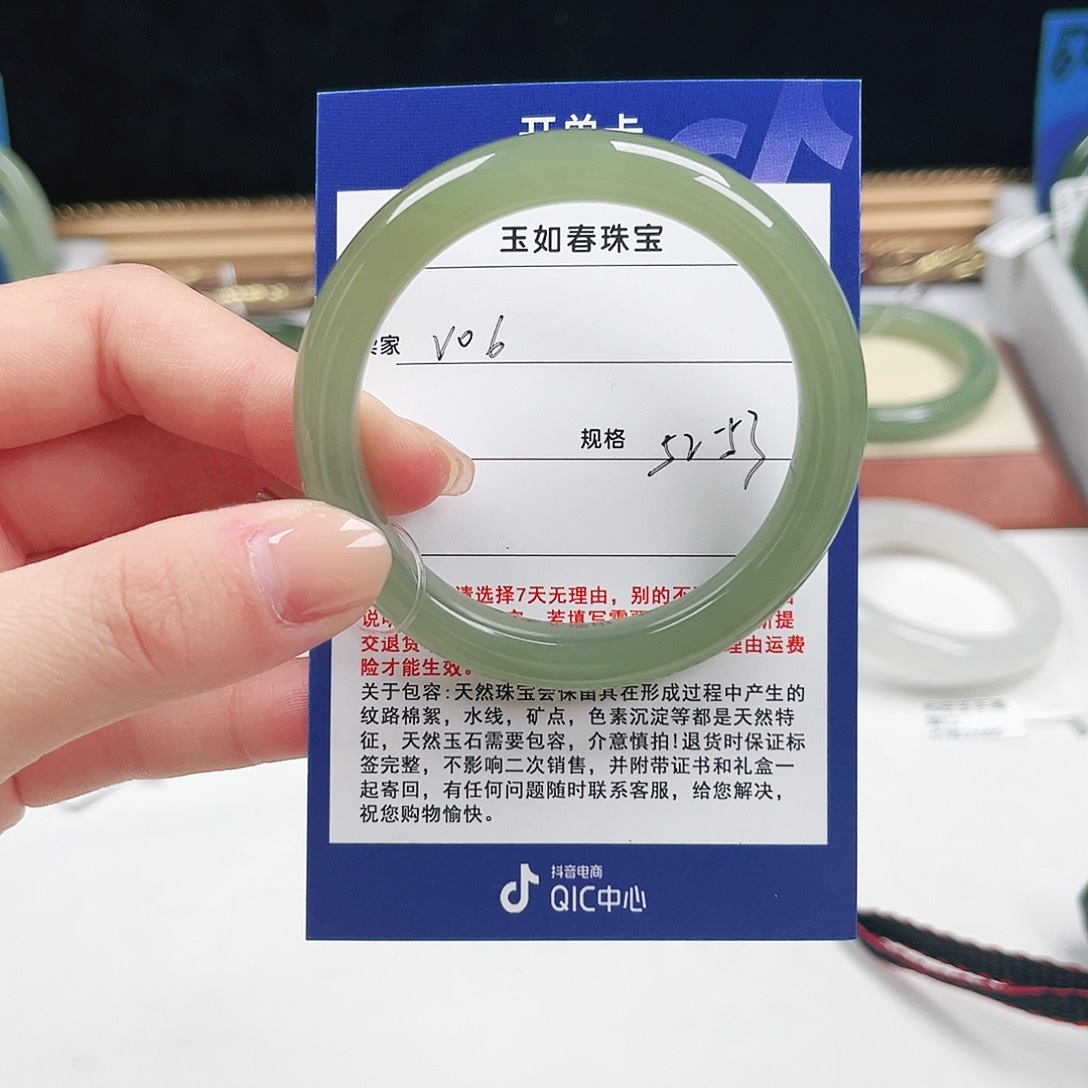 开单卡
玉如春珠宝
卖家 V06
规格 52-53
请选择7天无理由，别的不
说 若填写需 新提
交退货 理由运费
险才能生效。
关于包容：天然珠宝会保留其在形成过程中产生的
纹路棉絮，水线，矿点，色素沉淀等都是天然特
征，天然玉石需要包容，介意慎拍！退货时保证标
签完整，不影响二次销售，并附带证书和礼盒一
起寄回，有任何问题随时联系客服，给您解决，
祝您购物愉快。
抖音电商
QIC中心